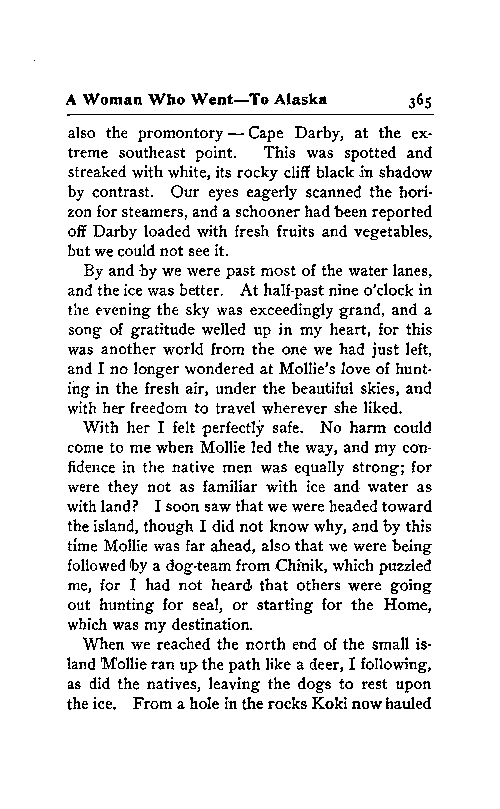 A Woman Who Went—To Alaska 365
also the promontory — Cape Darby, at the ex-
treme southeast point. This was spotted and
streaked with white, its rocky cliff black in shadow
by contrast. Our eyes eagerly scanned the hori-
zon for steamers, and a schooner had been reported
off Darby loaded with fresh fruits and vegetables,
but we could not see it.
By and by we were past most of the water lanes,
and the ice was better. At half-past nine o'clock in
the evening the sky was exceedingly grand, and a
song of gratitude welled up in my heart, for this
was another world from the one we had just left,
and I no longer wondered at Mollie's love of hunt-
ing in the fresh air, under the beautiful skies, and
with her freedom to travel wherever she liked.
With her I felt perfectly safe. No harm could
come to me when Mollie led the way, and my con-
fidence in the native men was equally strong; for
were they not as familiar with ice and water as
with land? I soon saw that we were headed toward
the island, though I did not know why, and by this
time Mollie was far ahead, also that we were being
followed by a dog-team from Chinik, which puzzled
me, for I had not heard that others were going
out hunting for seal, or starting for the Home,
which was my destination.
When we reached the north end of the small is-
land Mollie ran up the path like a deer, I following,
as did the natives, leaving the dogs to rest upon
the ice. From a hole in the rocks Koki now hauled